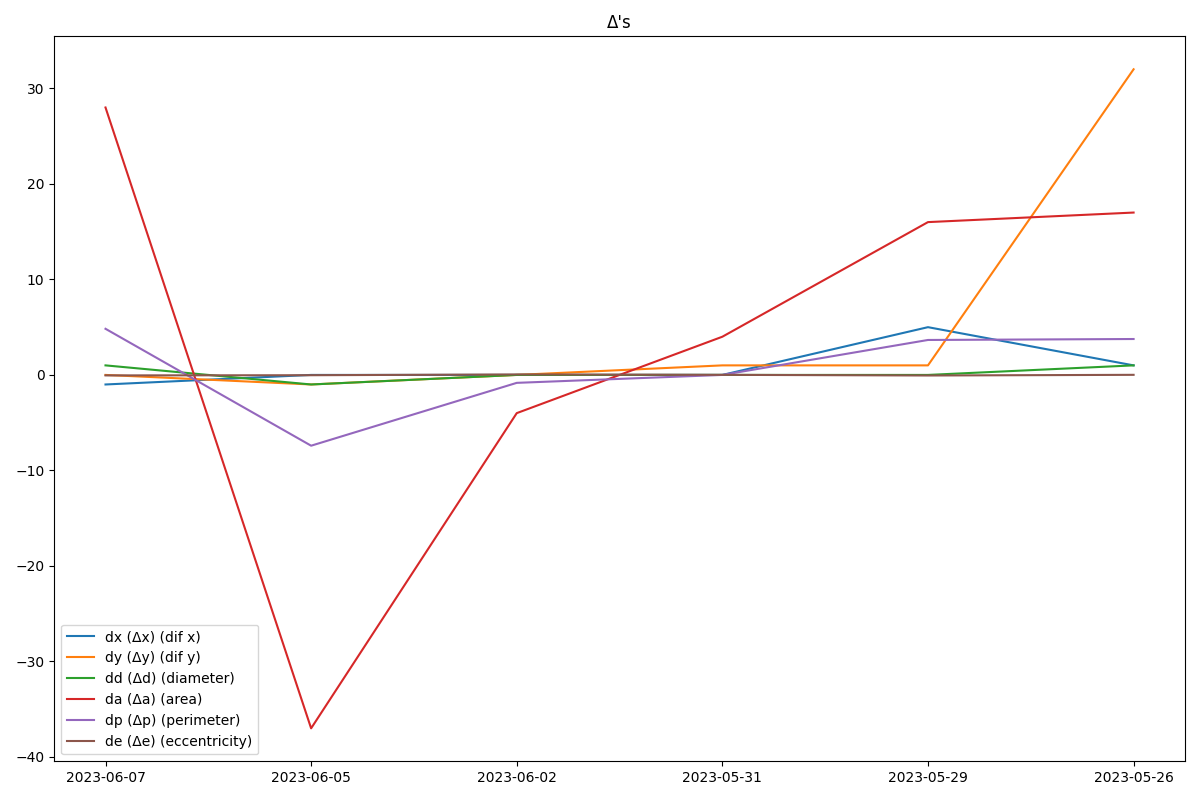 Δ's
30
20
10
0
−10
−20
−30
−40
dx (Δx) (dif x)
dy (Δy) (dif y)
dd (Δd) (diameter)
da (Δa) (area)
dp (Δp) (perimeter)
de (Δe) (eccentricity)
2023-06-07 2023-06-05 2023-06-02 2023-05-31 2023-05-29 2023-05-26